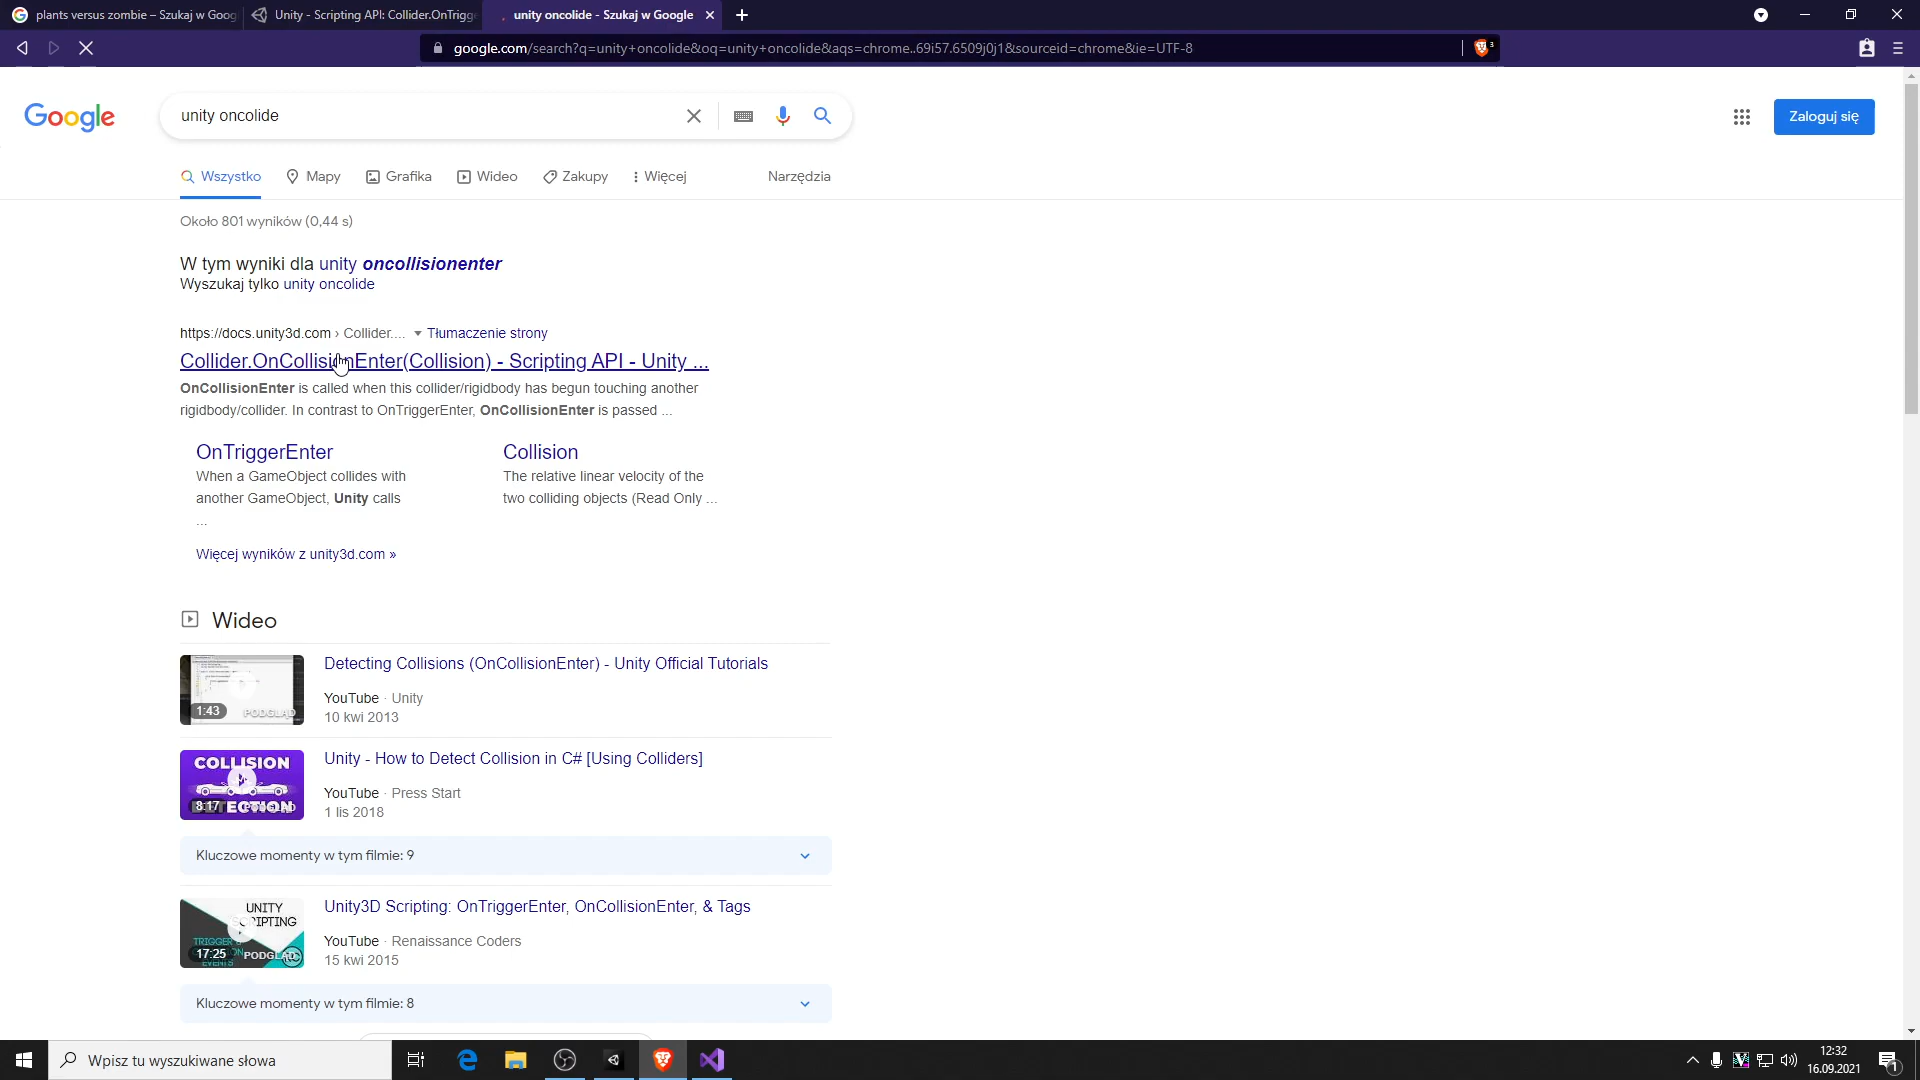 plants versus zombie – Szukaj w Goog
Unity - Scripting API: Collider.OnTrigge
unity oncolide - Szukaj w Google
google.com/search?q=unity+oncolide&oq=unity+oncolide&aqs=chrome..69i57.6509j0j1&sourceid=chrome&ie=UTF-8
3
Google
unity oncolide
Zaloguj się
Wszystko
Mapy
Grafika
Wideo
Zakupy
Więcej
Narzędzia
Około 801 wyników (0,44 s)
W tym wyniki dla unity oncollisionenter
Wyszukaj tylko unity oncolide
https://docs.unity3d.com › Collider.... Tłumaczenie strony
Collider.OnCollisionEnter(Collision) - Scripting API - Unity ...
OnCollisionEnter is called when this collider/rigidbody has begun touching another
rigidbody/collider. In contrast to OnTriggerEnter, OnCollisionEnter is passed ...
OnTriggerEnter
When a GameObject collides with
another GameObject, Unity calls
...
Collision
The relative linear velocity of the
two colliding objects (Read Only ...
Więcej wyników z unity3d.com »
Wideo
1:43
PODGLĄD
Detecting Collisions (OnCollisionEnter) - Unity Official Tutorials
YouTube · Unity
10 kwi 2013
COLLISION
8:17
Unity - How to Detect Collision in C# [Using Colliders]
YouTube · Press Start
1 lis 2018
Kluczowe momenty w tym filmie: 9
UNITY
SCRIPTING
17:25
PODGLĄD
Unity3D Scripting: OnTriggerEnter, OnCollisionEnter, & Tags
YouTube · Renaissance Coders
15 kwi 2015
Kluczowe momenty w tym filmie: 8
Wpisz tu wyszukiwane słowa
12:32
16.09.2021
1